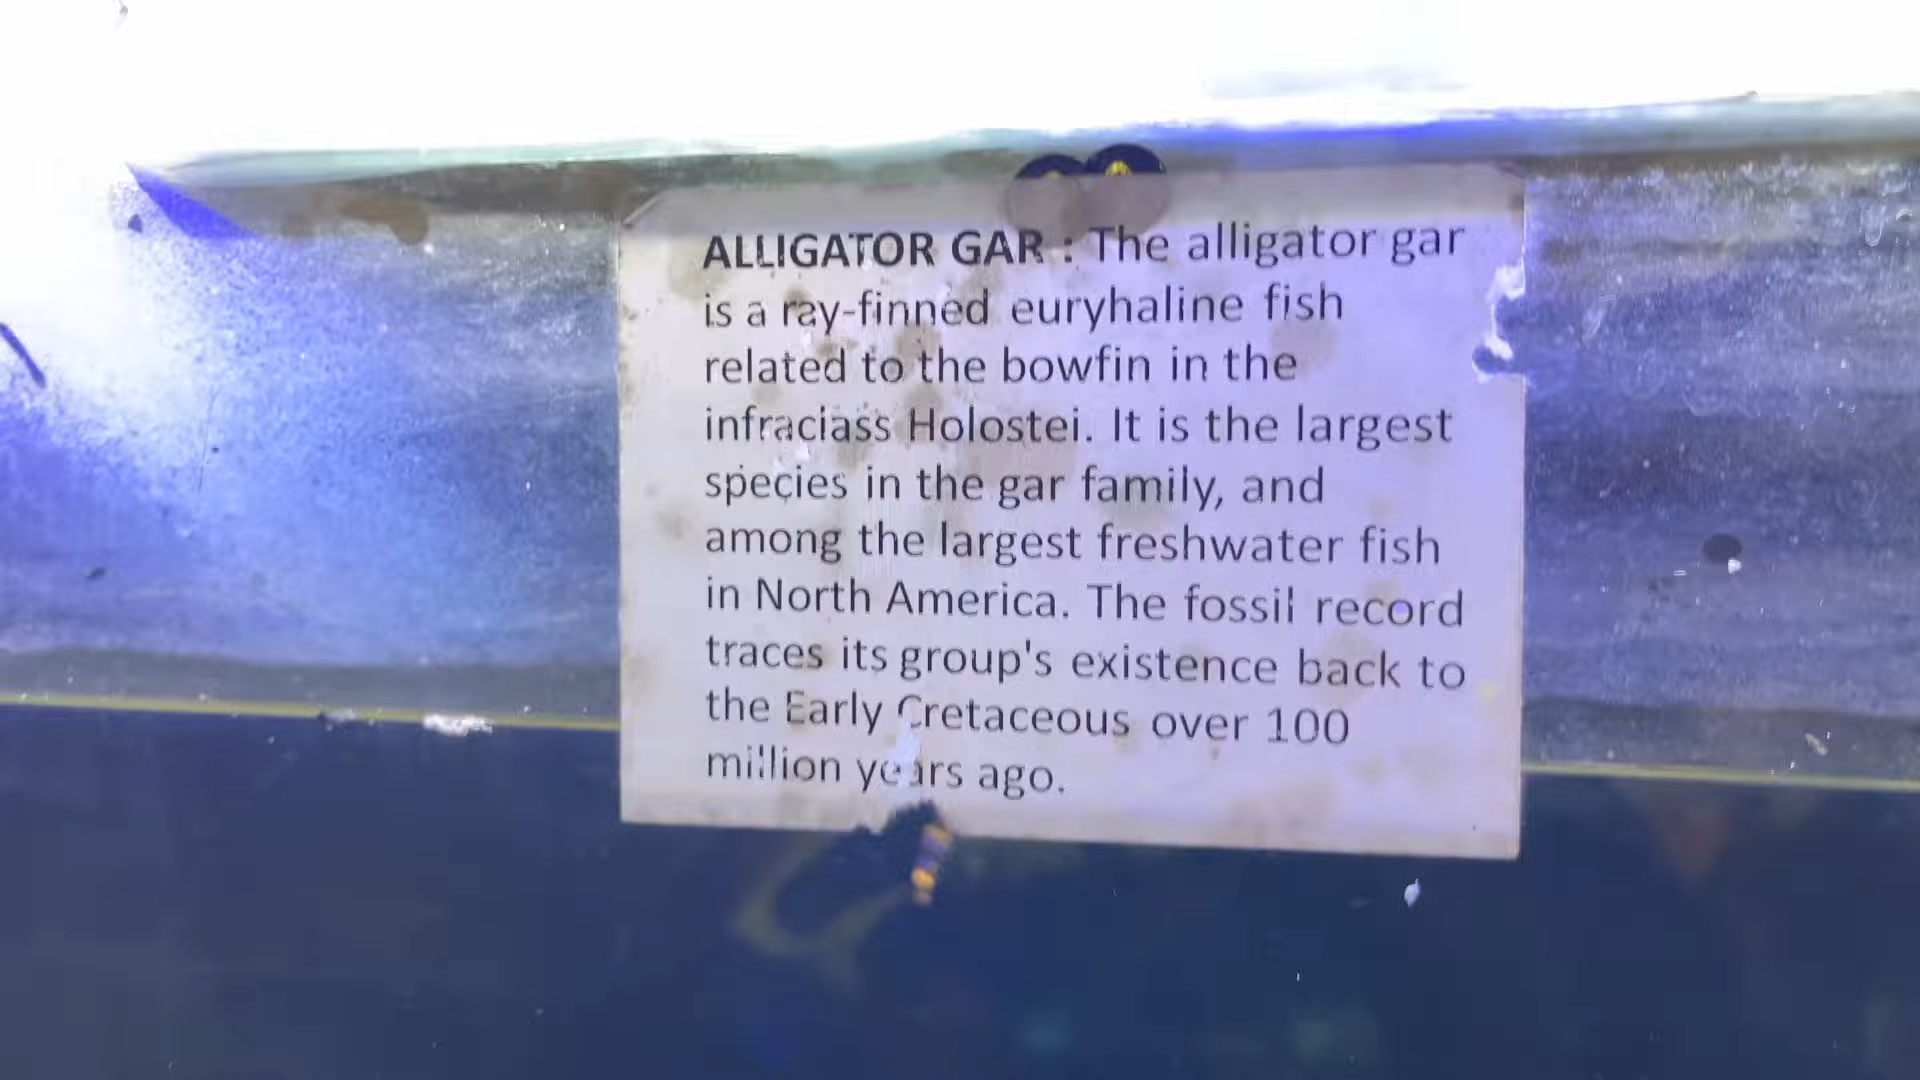 ALLIGATOR GAR : The alligator gar
is a ray-finned euryhaline fish
related to the bowfin in the
infraclass Holostei. It is the largest
species in the gar family, and
among the largest freshwater fish
in North America. The fossil record
traces its group's existence back to
the Early Cretaceous over 100
million years ago.